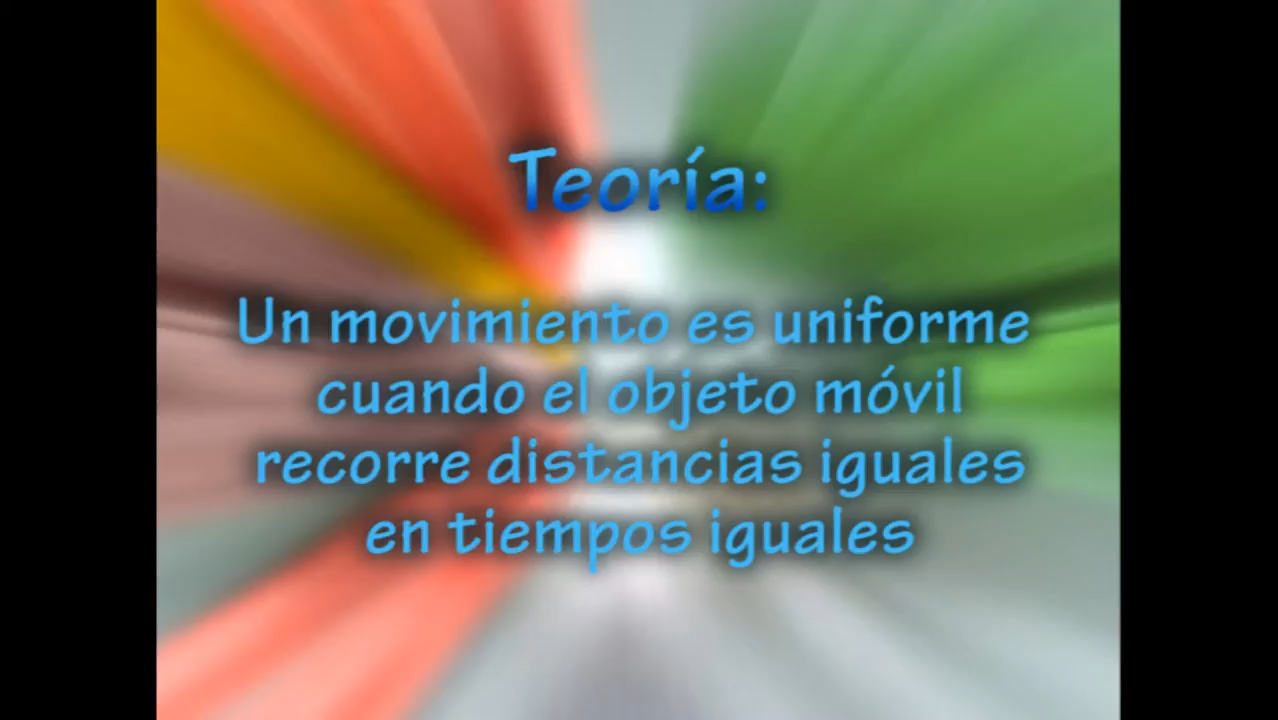 Teoría:
Un movimiento es uniforme
cuando el objeto móvil
recorre distancias iguales
en tiempos iguales